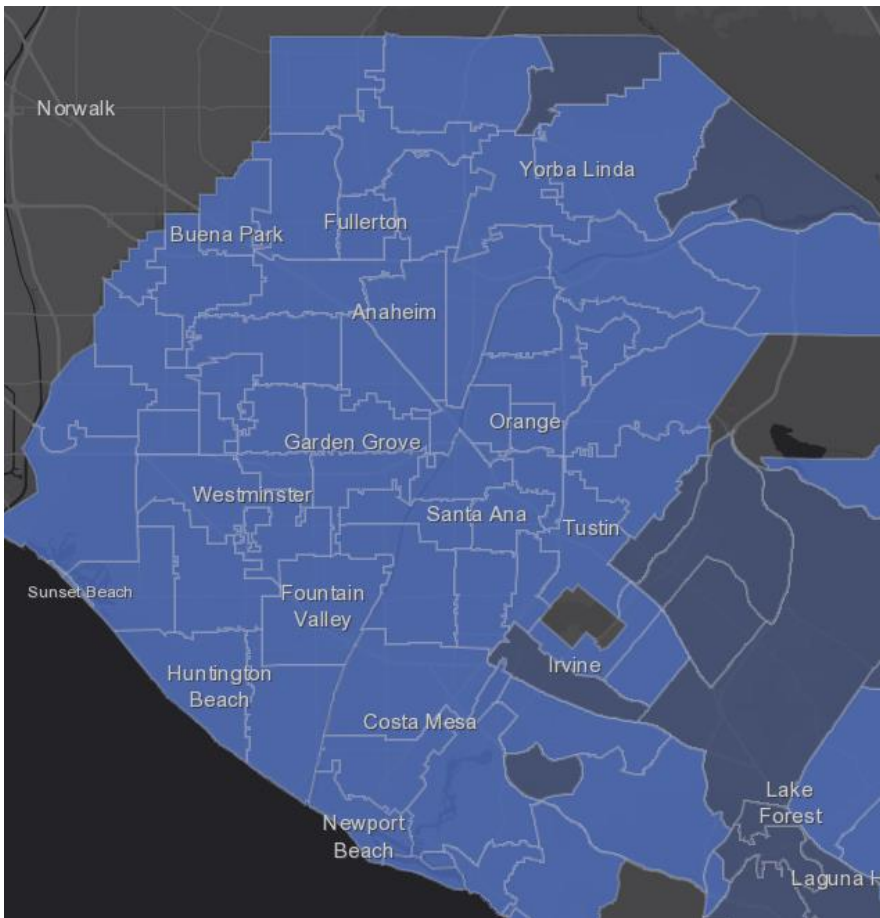 Norwalk
Yorba Linda
Fullerton
Buena Park
Anaheim
Orange
Garden Grove
Westminster
Santa Ana
Tustin
Sunset Beach
Fountain
Valley
Irvine
Huntington
Beach
Costa Mesa
Lake
Forest
Newport
Beach
Laguna H